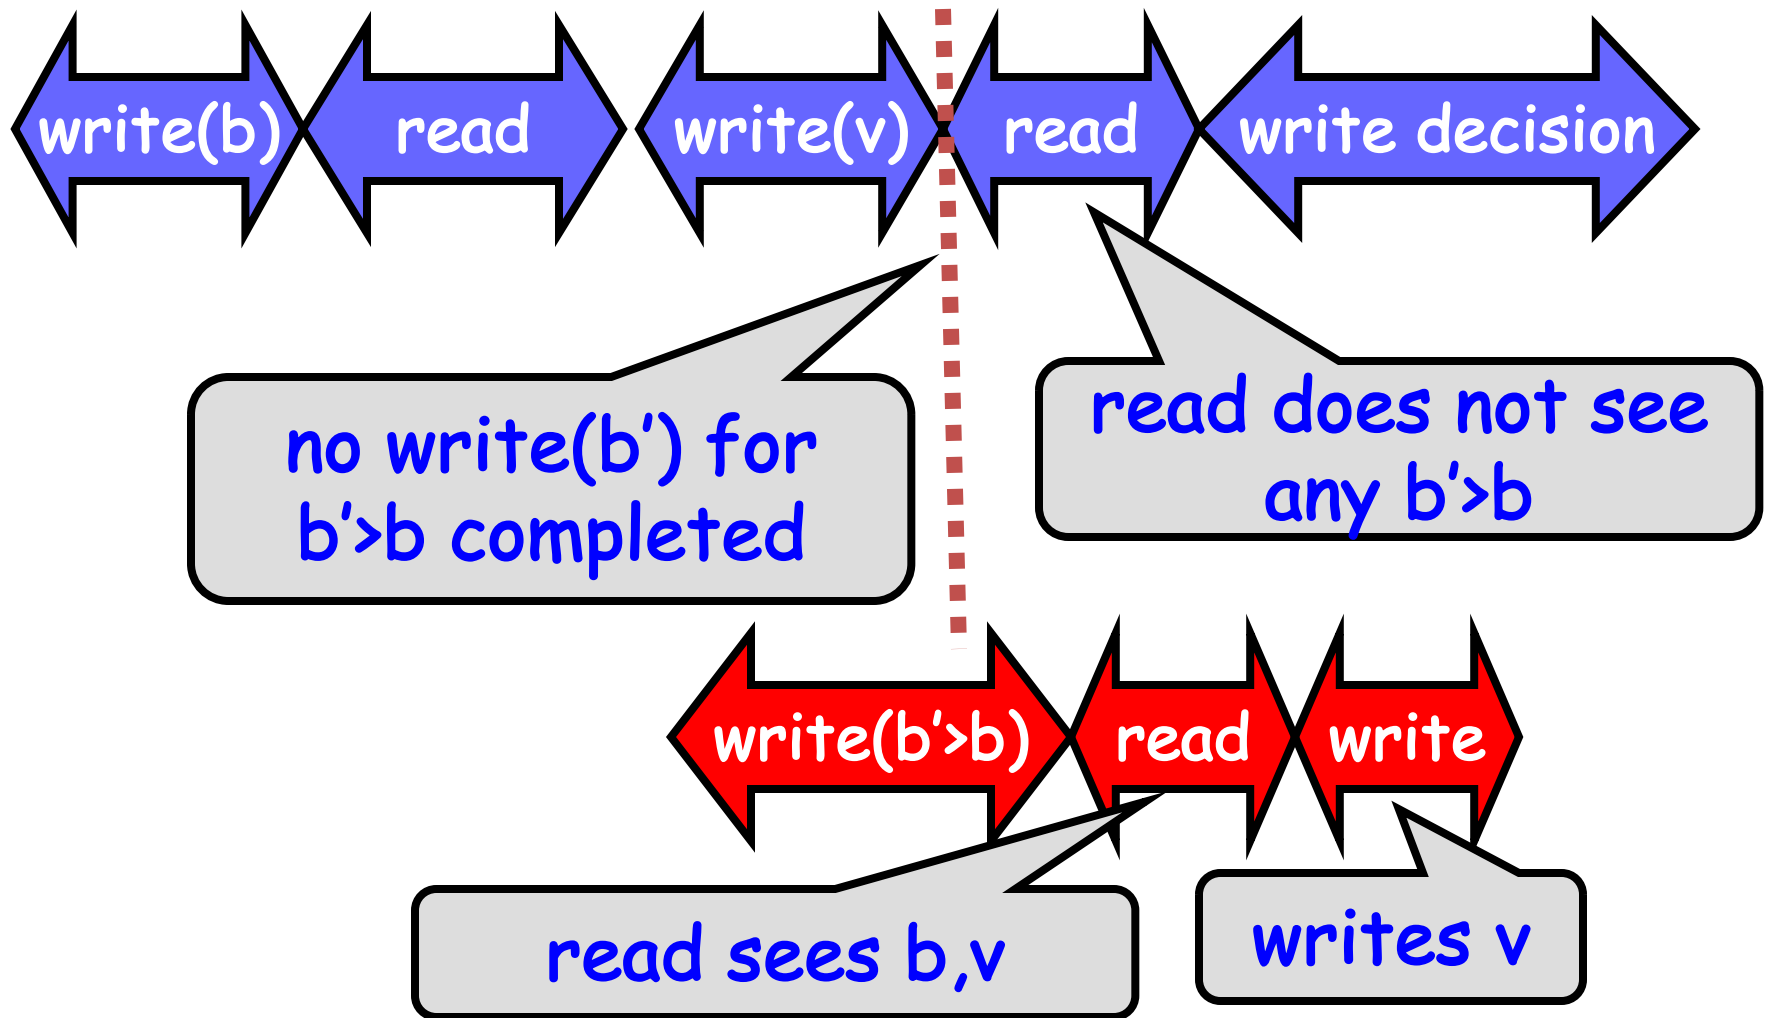 write(b)
read
write(v)
read
write decision
no write(b’) for
b’>b completed
read does not see
any b’>b
write(b’>b)
read
write
read sees b,v
writes v